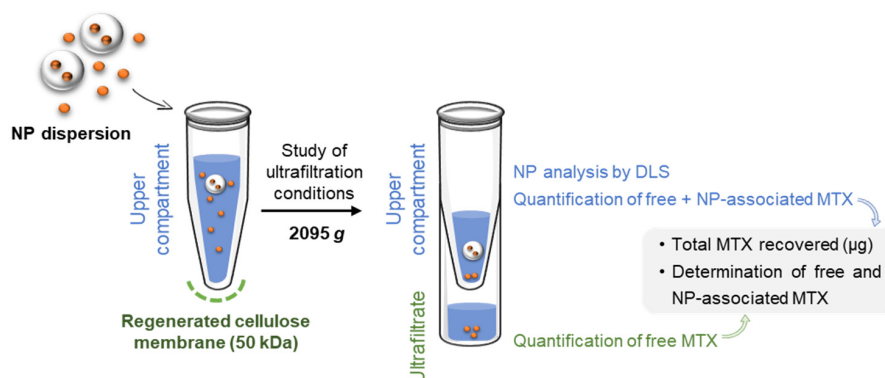 NP dispersion
Upper
compartment
Study of
ultrafiltration
conditions
2095 g
Regenerated cellulose
membrane (50 kDa)
Upper
compartment
Ultrafiltrate
NP analysis by DLS
Quantification of free + NP-associated MTX
• Total MTX recovered (µg)
• Determination of free and
NP-associated MTX
Quantification of free MTX